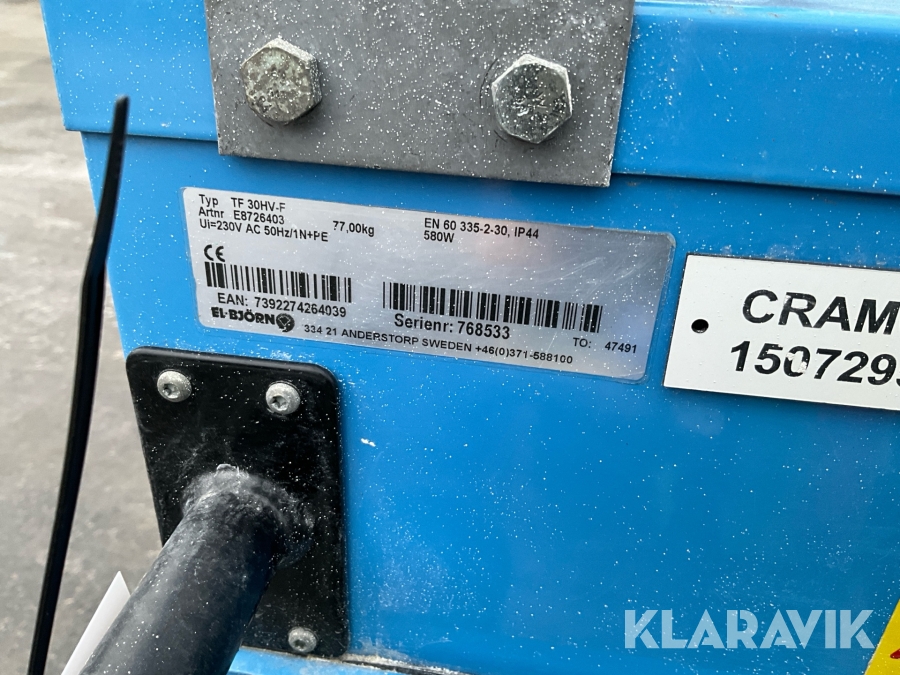 Typ TF 30HV-F
Artnr E8726403 77,00kg EN 60 335-2-30, IP44
Ui=230V AC 50Hz/1N+PE 580W
CE
EAN: 7392274264039
EL-BJÖRN Serienr: 768533 TO: 47491
334 21 ANDERSTORP SWEDEN +46(0)371-588100
CRAM
1507295
KLARAVIK